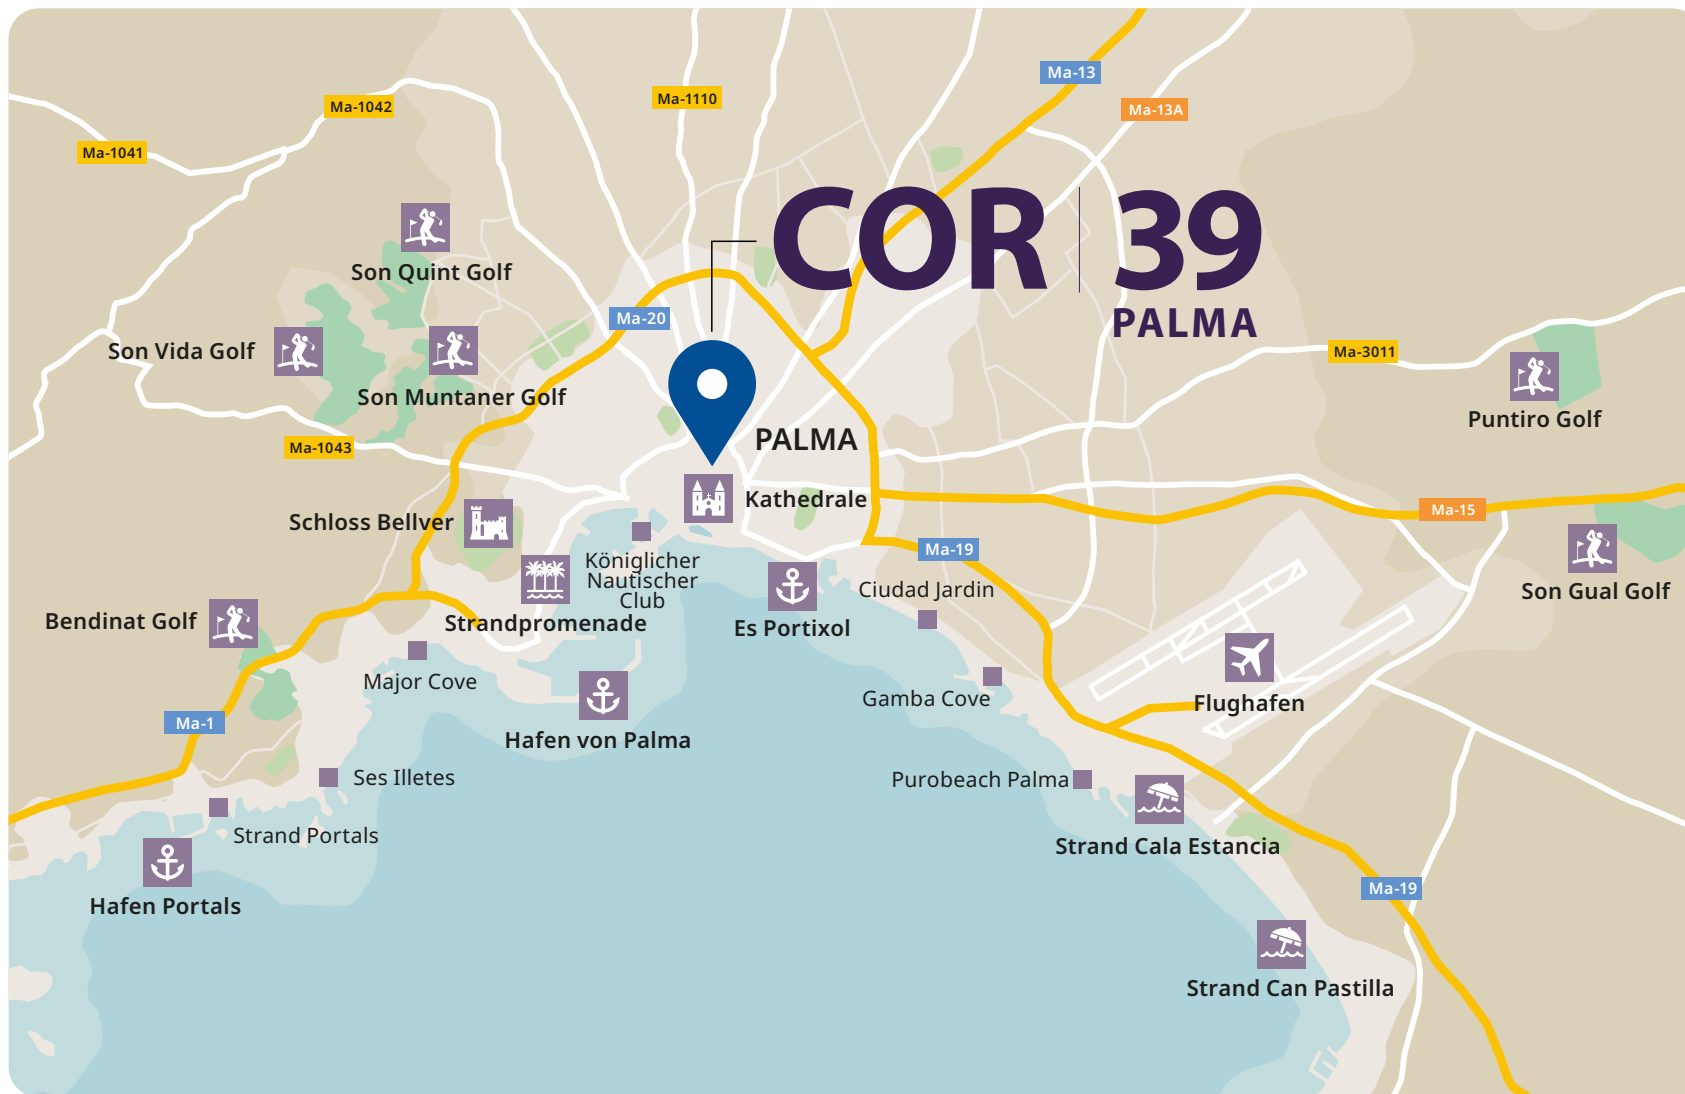 Ma-13
Ma-1110
Ma-1042
Ma-13A
Ma-1041
COR | 39
PALMA
Son Quint Golf
Ma-20
Son Vida Golf
Ma-3011
Son Muntaner Golf
Puntiro Golf
PALMA
Ma-1043
Kathedrale
Ma-15
Schloss Bellver
Ma-19
Königlicher
Nautischer
Club
Ciudad Jardin
Son Gual Golf
Bendinat Golf
Strandpromenade
Es Portixol
Major Cove
Gamba Cove
Flughafen
Ma-1
Hafen von Palma
Ses Illetes
Purobeach Palma
Strand Portals
Strand Cala Estancia
Ma-19
Hafen Portals
Strand Can Pastilla